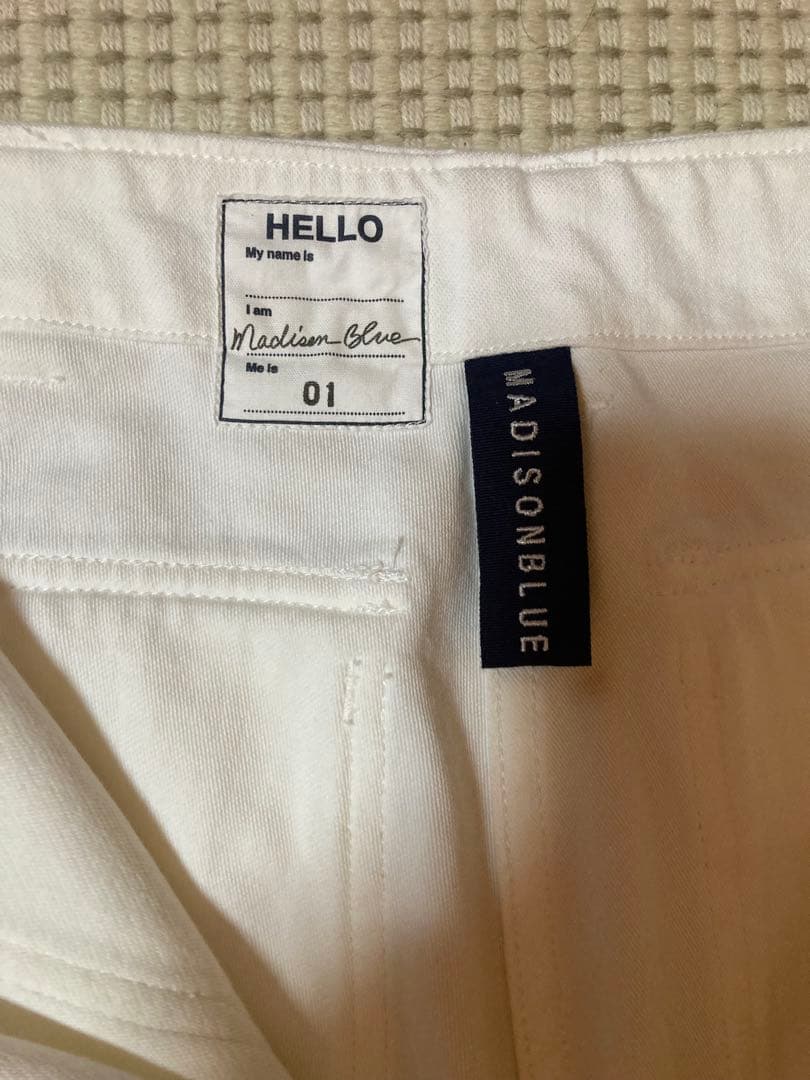 HELLO
My name is
I am
Madison Blue
Me is
01
MADISONBLUE